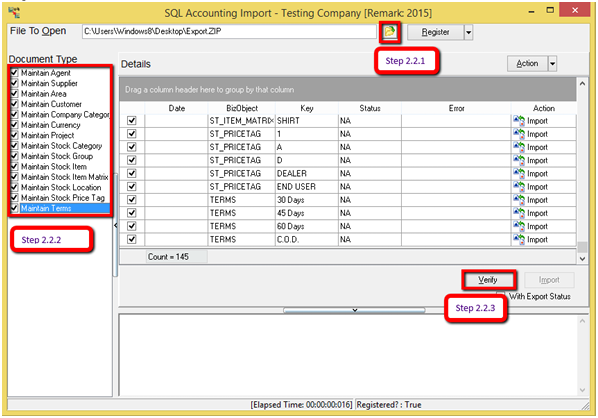 SQL Accounting Import - Testing Company [Remark: 2015]
File To Open C:\Users\Windows8\Desktop\Export.ZIP Register
Step 2.2.1
Document Type
Maintain Agent
Maintain Supplier
Maintain Area
Maintain Customer
Maintain Company Categor
Maintain Currency
Maintain Project
Maintain Stock Category
Maintain Stock Group
Maintain Stock Item
Maintain Stock Item Matrix
Maintain Stock Location
Maintain Stock Price Tag
Maintain Terms
Step 2.2.2
Details Action
Drag a column header here to group by that column
Date BizObject Key Status Error Action
ST_ITEM_MATRIX SHIRT NA Import
ST_PRICETAG 1 NA Import
ST_PRICETAG A NA Import
ST_PRICETAG D NA Import
ST_PRICETAG DEALER NA Import
ST_PRICETAG END USER NA Import
TERMS 30 Days NA Import
TERMS 45 Days NA Import
TERMS 60 Days NA Import
TERMS C.O.D. NA Import
Count = 145
Verify Import
With Export Status
Step 2.2.3
[Elapsed Time: 00:00:00:016] Registered? : True